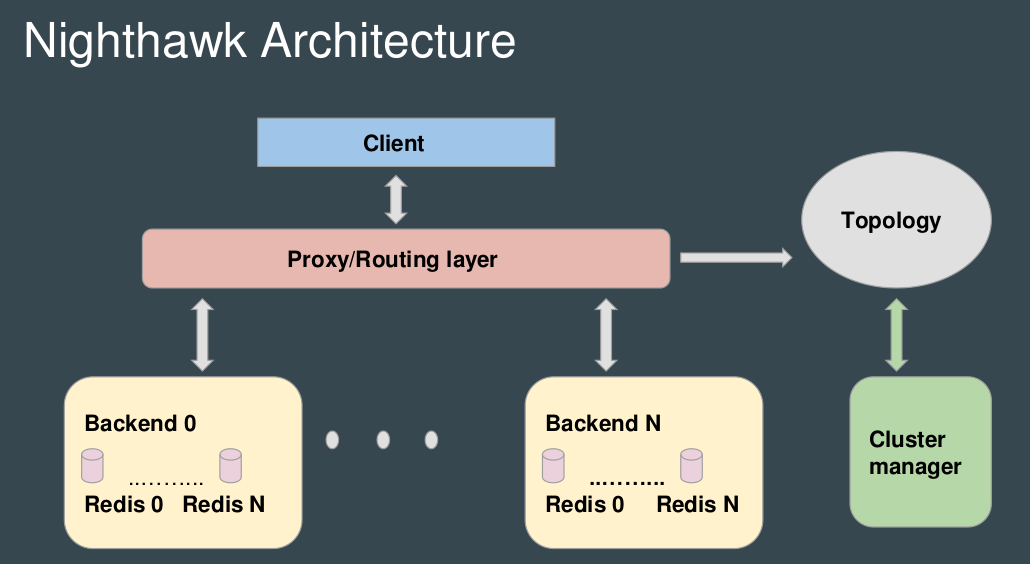 Nighthawk Architecture
Client
Topology
Proxy/Routing layer
Backend 0
...........
Redis 0 Redis N
Backend N
...........
Redis 0 Redis N
Cluster
manager